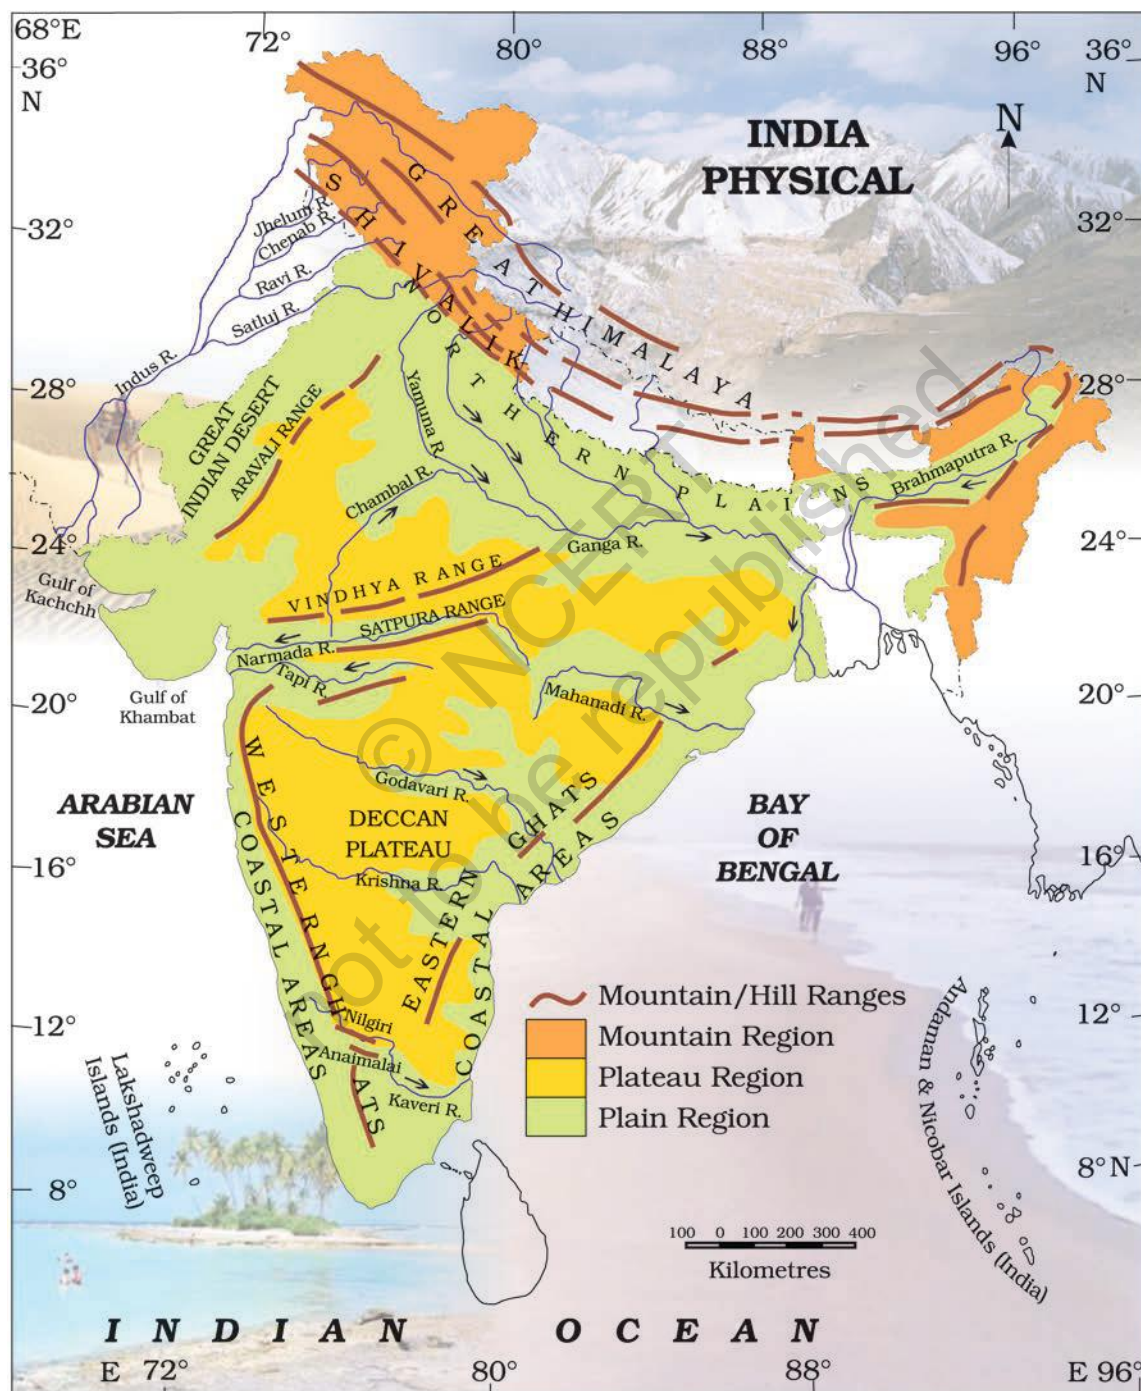 68°E
72°
80°
88°
96°
36°
N
36°
N
INDIA
PHYSICAL
N
32°
32°
28°
28°
24°
24°
20°
20°
16°
16°
12°
12°
8°
8° N
GREAT HIMALAYA
SHIVALIK
Jhelum R.
Chenab R.
Ravi R.
Satluj R.
Indus R.
NORTHERN PLAINS
GREAT
INDIAN DESERT
ARAVALI RANGE
Yamuna R.
Chambal R.
Ganga R.
Brahmaputra R.
Gulf of
Kachchh
VINDHYA RANGE
SATPURA RANGE
Narmada R.
Tapi R.
Gulf of
Khambat
Mahanadi R.
Godavari R.
DECCAN
PLATEAU
Krishna R.
WESTERN GHATS
COASTAL AREAS
EASTERN GHATS
COASTAL AREAS
ARABIAN
SEA
BAY
OF
BENGAL
Nilgiri
Anaimalai
Kaveri R.
Lakshadweep
Islands (India)
Andaman & Nicobar Islands (India)
Mountain/Hill Ranges
Mountain Region
Plateau Region
Plain Region
100 0 100 200 300 400
Kilometres
INDIAN OCEAN
E 72°
80°
88°
E 96°
© NCERT
not to be republished